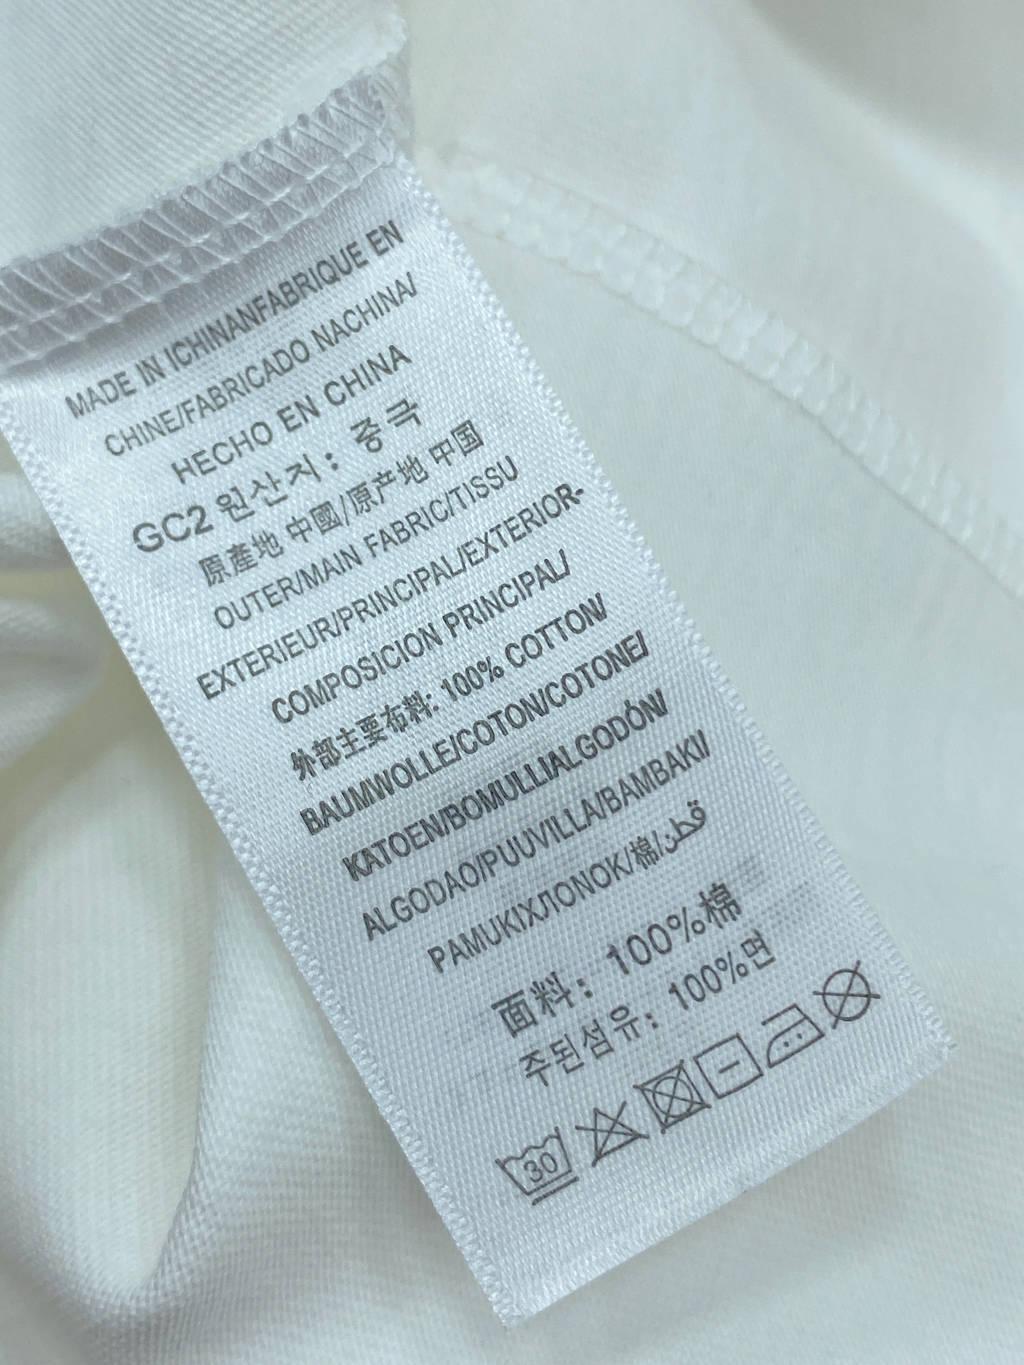 MADE IN ICHINANFABRIQUE EN
CHINE/FABRICADO NACHINA/
HECHO EN CHINA
GC2 원산지: 중국
原產地 中國/原产地 中国
OUTER/MAIN FABRIC/TISSU
EXTERIEUR/PRINCIPAL/EXTERIOR-
COMPOSICION PRINCIPAL/
外部主要布料: 100% COTTON/
BAUMWOLLE/COTON/COTONE/
KATOEN/BOMULL/ALGODÓN/
ALGODAO/PUUVILLA/BAMBAKI/
PAMUKIXЛONOK/棉/قطن
面料: 100%棉
주된섬유: 100%면
30